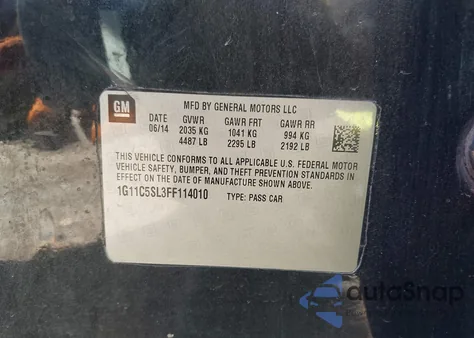 GM
MFD BY GENERAL MOTORS LLC
DATE GVWR GAWR FRT GAWR RR
06/14 2035 KG 1041 KG 994 KG
4487 LB 2295 LB 2192 LB
THIS VEHICLE CONFORMS TO ALL APPLICABLE U.S. FEDERAL MOTOR
VEHICLE SAFETY, BUMPER, AND THEFT PREVENTION STANDARDS IN
EFFECT ON THE DATE OF MANUFACTURE SHOWN ABOVE.
1G11C5SL3FF114010 TYPE: PASS CAR
autoSnap